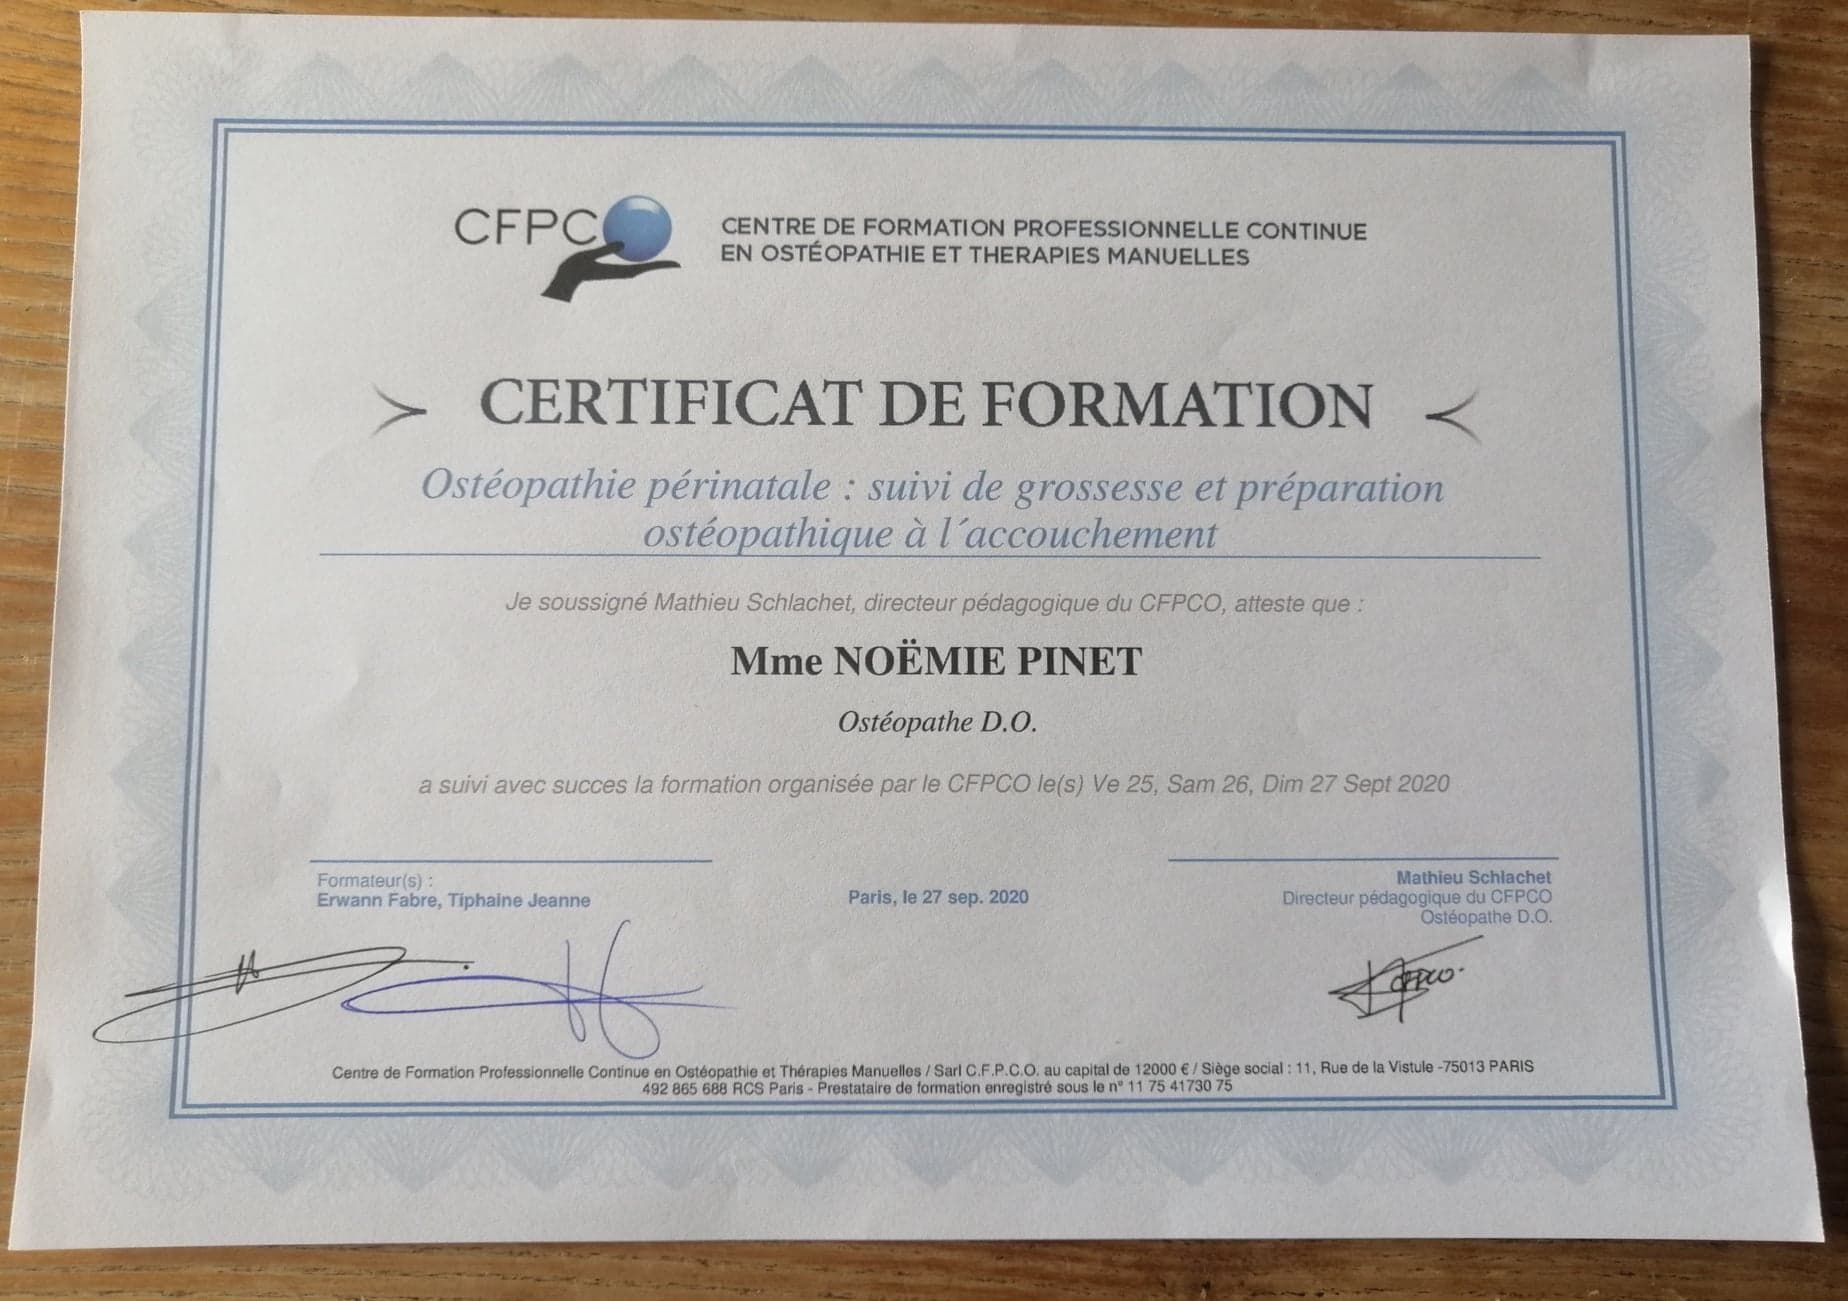 CFPCO
CENTRE DE FORMATION PROFESSIONNELLE CONTINUE
EN OSTÉOPATHIE ET THERAPIES MANUELLES
CERTIFICAT DE FORMATION
Ostéopathie périnatale : suivi de grossesse et préparation
ostéopathique à l´accouchement
Je soussigné Mathieu Schlachet, directeur pédagogique du CFPCO, atteste que :
Mme NOËMIE PINET
Ostéopathe D.O.
a suivi avec succes la formation organisée par le CFPCO le(s) Ve 25, Sam 26, Dim 27 Sept 2020
Formateur(s) :
Erwann Fabre, Tiphaine Jeanne
Paris, le 27 sep. 2020
Mathieu Schlachet
Directeur pédagogique du CFPCO
Ostéopathe D.O.
CFPCO
Centre de Formation Professionnelle Continue en Ostéopathie et Thérapies Manuelles / Sarl C.F.P.C.O. au capital de 12000 € / Siège social : 11, Rue de la Vistule -75013 PARIS
492 865 688 RCS Paris - Prestataire de formation enregistré sous le n° 11 75 41730 75